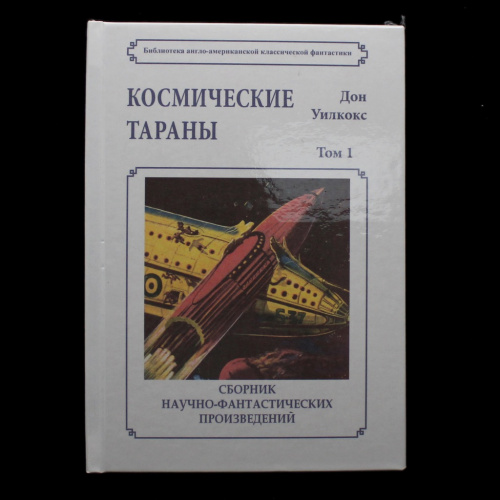 Библиотека англо-американской классической фантастики
КОСМИЧЕСКИЕ
ТАРАНЫ
Дон
Уилкокс
Том 1
СБОРНИК
НАУЧНО-ФАНТАСТИЧЕСКИХ
ПРОИЗВЕДЕНИЙ